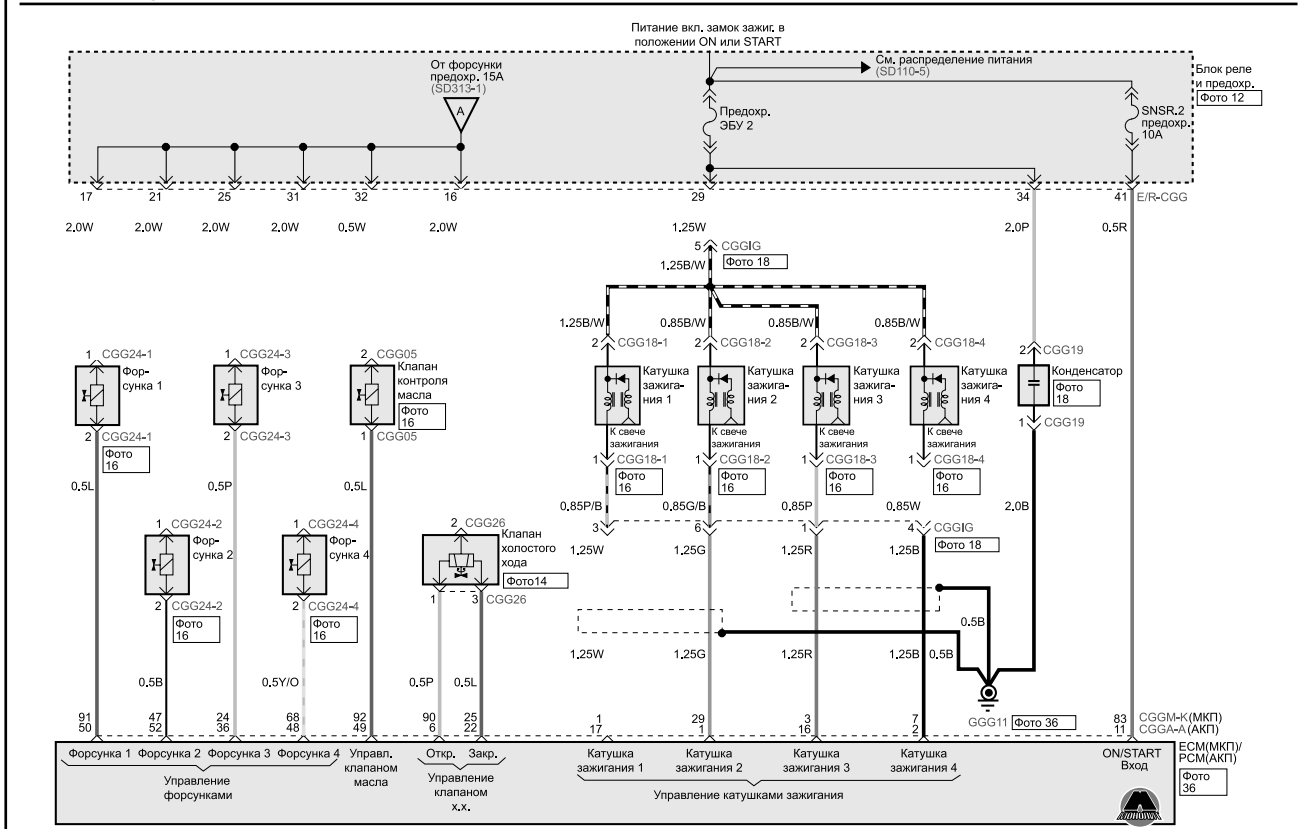 Питание вкл. замок зажиг. в
положении ON или START
От форсунки
предохр. 15А
(SD313-1)
A
См. распределение питания
(SD110-5)
Блок реле
и предохр.
Фото 12
Предохр.
ЭБУ 2
SNSR.2
предохр.
10А
17 21 25 31 32 16 29 34 41 E/R-CGG
2.0W 2.0W 2.0W 2.0W 0.5W 2.0W 1.25W 2.0P 0.5R
5 CGGIG
Фото 18
1.25B/W
1.25B/W 0.85B/W 0.85B/W 0.85B/W
2 CGG18-1 2 CGG18-2 2 CGG18-3 2 CGG18-4 2 CGG19
1 CGG24-1 1 CGG24-3 2 CGG05
Фор-
сунка 1
Фор-
сунка 3
Клапан
контроля
масла
Фото
16
Катушка
зажига-
ния 1
Катушка
зажига-
ния 2
Катушка
зажига-
ния 3
Катушка
зажига-
ния 4
Конденсатор
Фото
18
К свече
зажигания
К свече
зажигания
К свече
зажигания
К свече
зажигания
1 CGG19
2 CGG24-1 2 CGG24-3 1 CGG05
Фото
16
1 CGG18-1 1 CGG18-2 1 CGG18-3 1 CGG18-4
Фото
16
Фото
16
Фото
16
Фото
16
0.5L 0.5P 0.5L
0.85P/B 0.85G/B 0.85P 0.85W 2.0B
1 CGG24-2 1 CGG24-4 2 CGG26
3 6 1 4 CGGIG
Фото 18
Фор-
сунка 2
Фор-
сунка 4
Клапан
холостого
хода
Фото14
1.25W 1.25G 1.25R 1.25B
2 CGG24-2 2 CGG24-4 1 3 CGG26
Фото
16
Фото
16
0.5B
1.25W 1.25G 1.25R 1.25B 0.5B
0.5B 0.5Y/O 0.5P 0.5L
GGG11 Фото 36
91 47 24 68 92 90 25 1 29 3 7 83 CGGM-K(МКП)
50 52 36 48 49 6 22 17 1 16 2 11 CGGA-A(АКП)
Форсунка 1 Форсунка 2 Форсунка 3 Форсунка 4
Управление
форсунками
Управл.
клапаном
масла
Откр. Закр.
Управление
клапаном
х.х.
Катушка
зажигания 1
Катушка
зажигания 2
Катушка
зажигания 3
Катушка
зажигания 4
Управление катушками зажигания
ON/START
Вход
ECM(МКП)/
PCM(АКП)
Фото
36